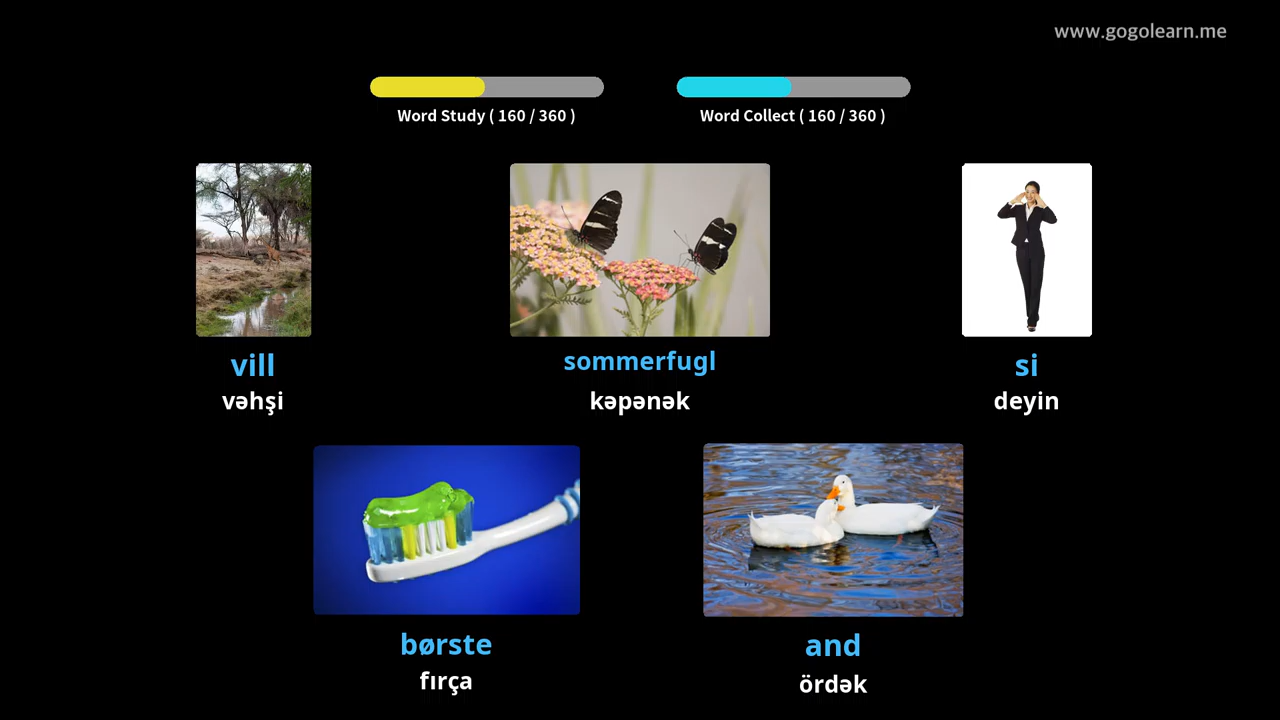 www.gogolearn.me
Word Study ( 160 / 360 )
Word Collect ( 160 / 360 )
vill
vəhşi
sommerfugl
kəpənək
si
deyin
børste
fırça
and
ördək